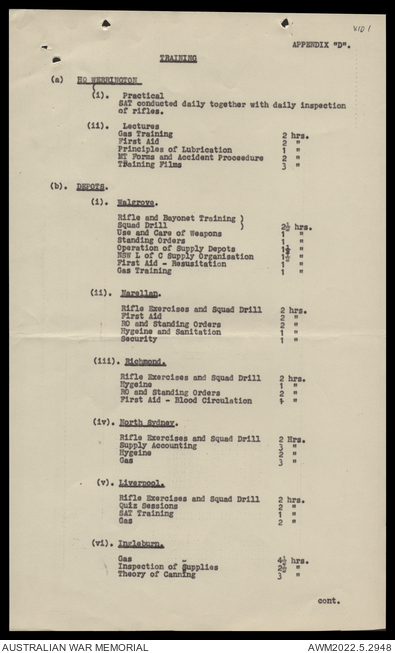 VID 1
APPENDIX "D".
TRAINING
(a) HQ WERRINGTON
(i). Practical
SAT conducted daily together with daily inspection
of rifles.
(ii). Lectures
Gas Training 2 hrs.
First Aid 2 "
Principles of Lubrication 1 "
MT Forms and Accident Proceedure 2 "
Training Films 3 "
(b). DEPOTS.
(i). Walgrove.
Rifle and Bayonet Training )
Squad Drill ) 2½ hrs.
Use and Care of Weapons 1 "
Standing Orders 1 "
Operation of Supply Depots 1½ "
NSW L of C Supply Organisation 1½ "
First Aid - Resusitation 1 "
Gas Training 1 "
(ii). Narellan.
Rifle Exercises and Squad Drill 2 hrs.
First Aid 2 "
RO and Standing Orders 2 "
Hygeine and Sanitation 1 "
Security 1 "
(iii). Richmond.
Rifle Exercises and Squad Drill 2 hrs.
Hygeine 1 "
RO and Standing Orders 2 "
First Aid - Blood Circulation "
(iv). North Sydney.
Rifle Exercises and Squad Drill 2 Hrs.
Supply Accounting 3 "
Hygeine 2 "
Gas 3 "
(v). Liverpool.
Rifle Exercises and Squad Drill 2 hrs.
Quiz Sessions 2 "
SAT Training 1 "
Gas 2 "
(vi). Ingleburn.
Gas 4½ hrs.
Inspection of Supplies 2½ "
Theory of Canning 3 "
cont.
AUSTRALIAN WAR MEMORIAL
AWM2022.5.2948